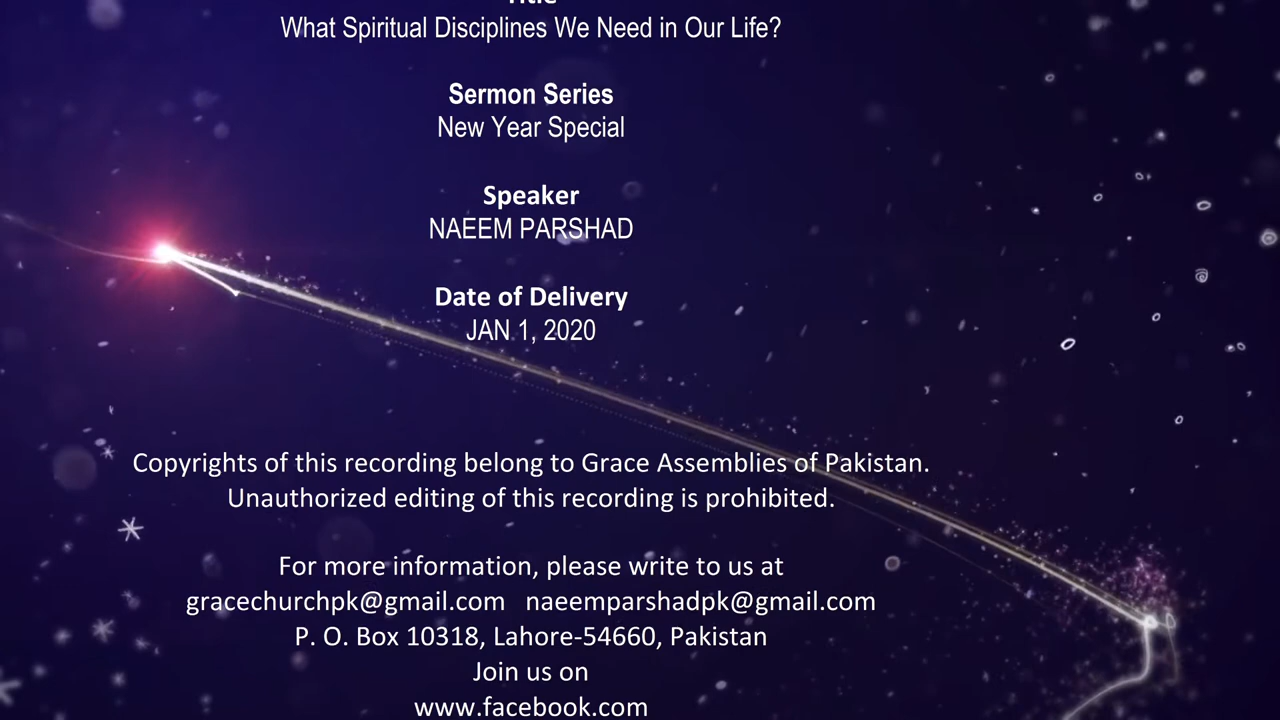 Title
What Spiritual Disciplines We Need in Our Life?
Sermon Series
New Year Special
Speaker
NAEEM PARSHAD
Date of Delivery
JAN 1, 2020
Copyrights of this recording belong to Grace Assemblies of Pakistan.
Unauthorized editing of this recording is prohibited.
For more information, please write to us at
gracechurchpk@gmail.com naeemparshadpk@gmail.com
P. O. Box 10318, Lahore-54660, Pakistan
Join us on
www.facebook.com